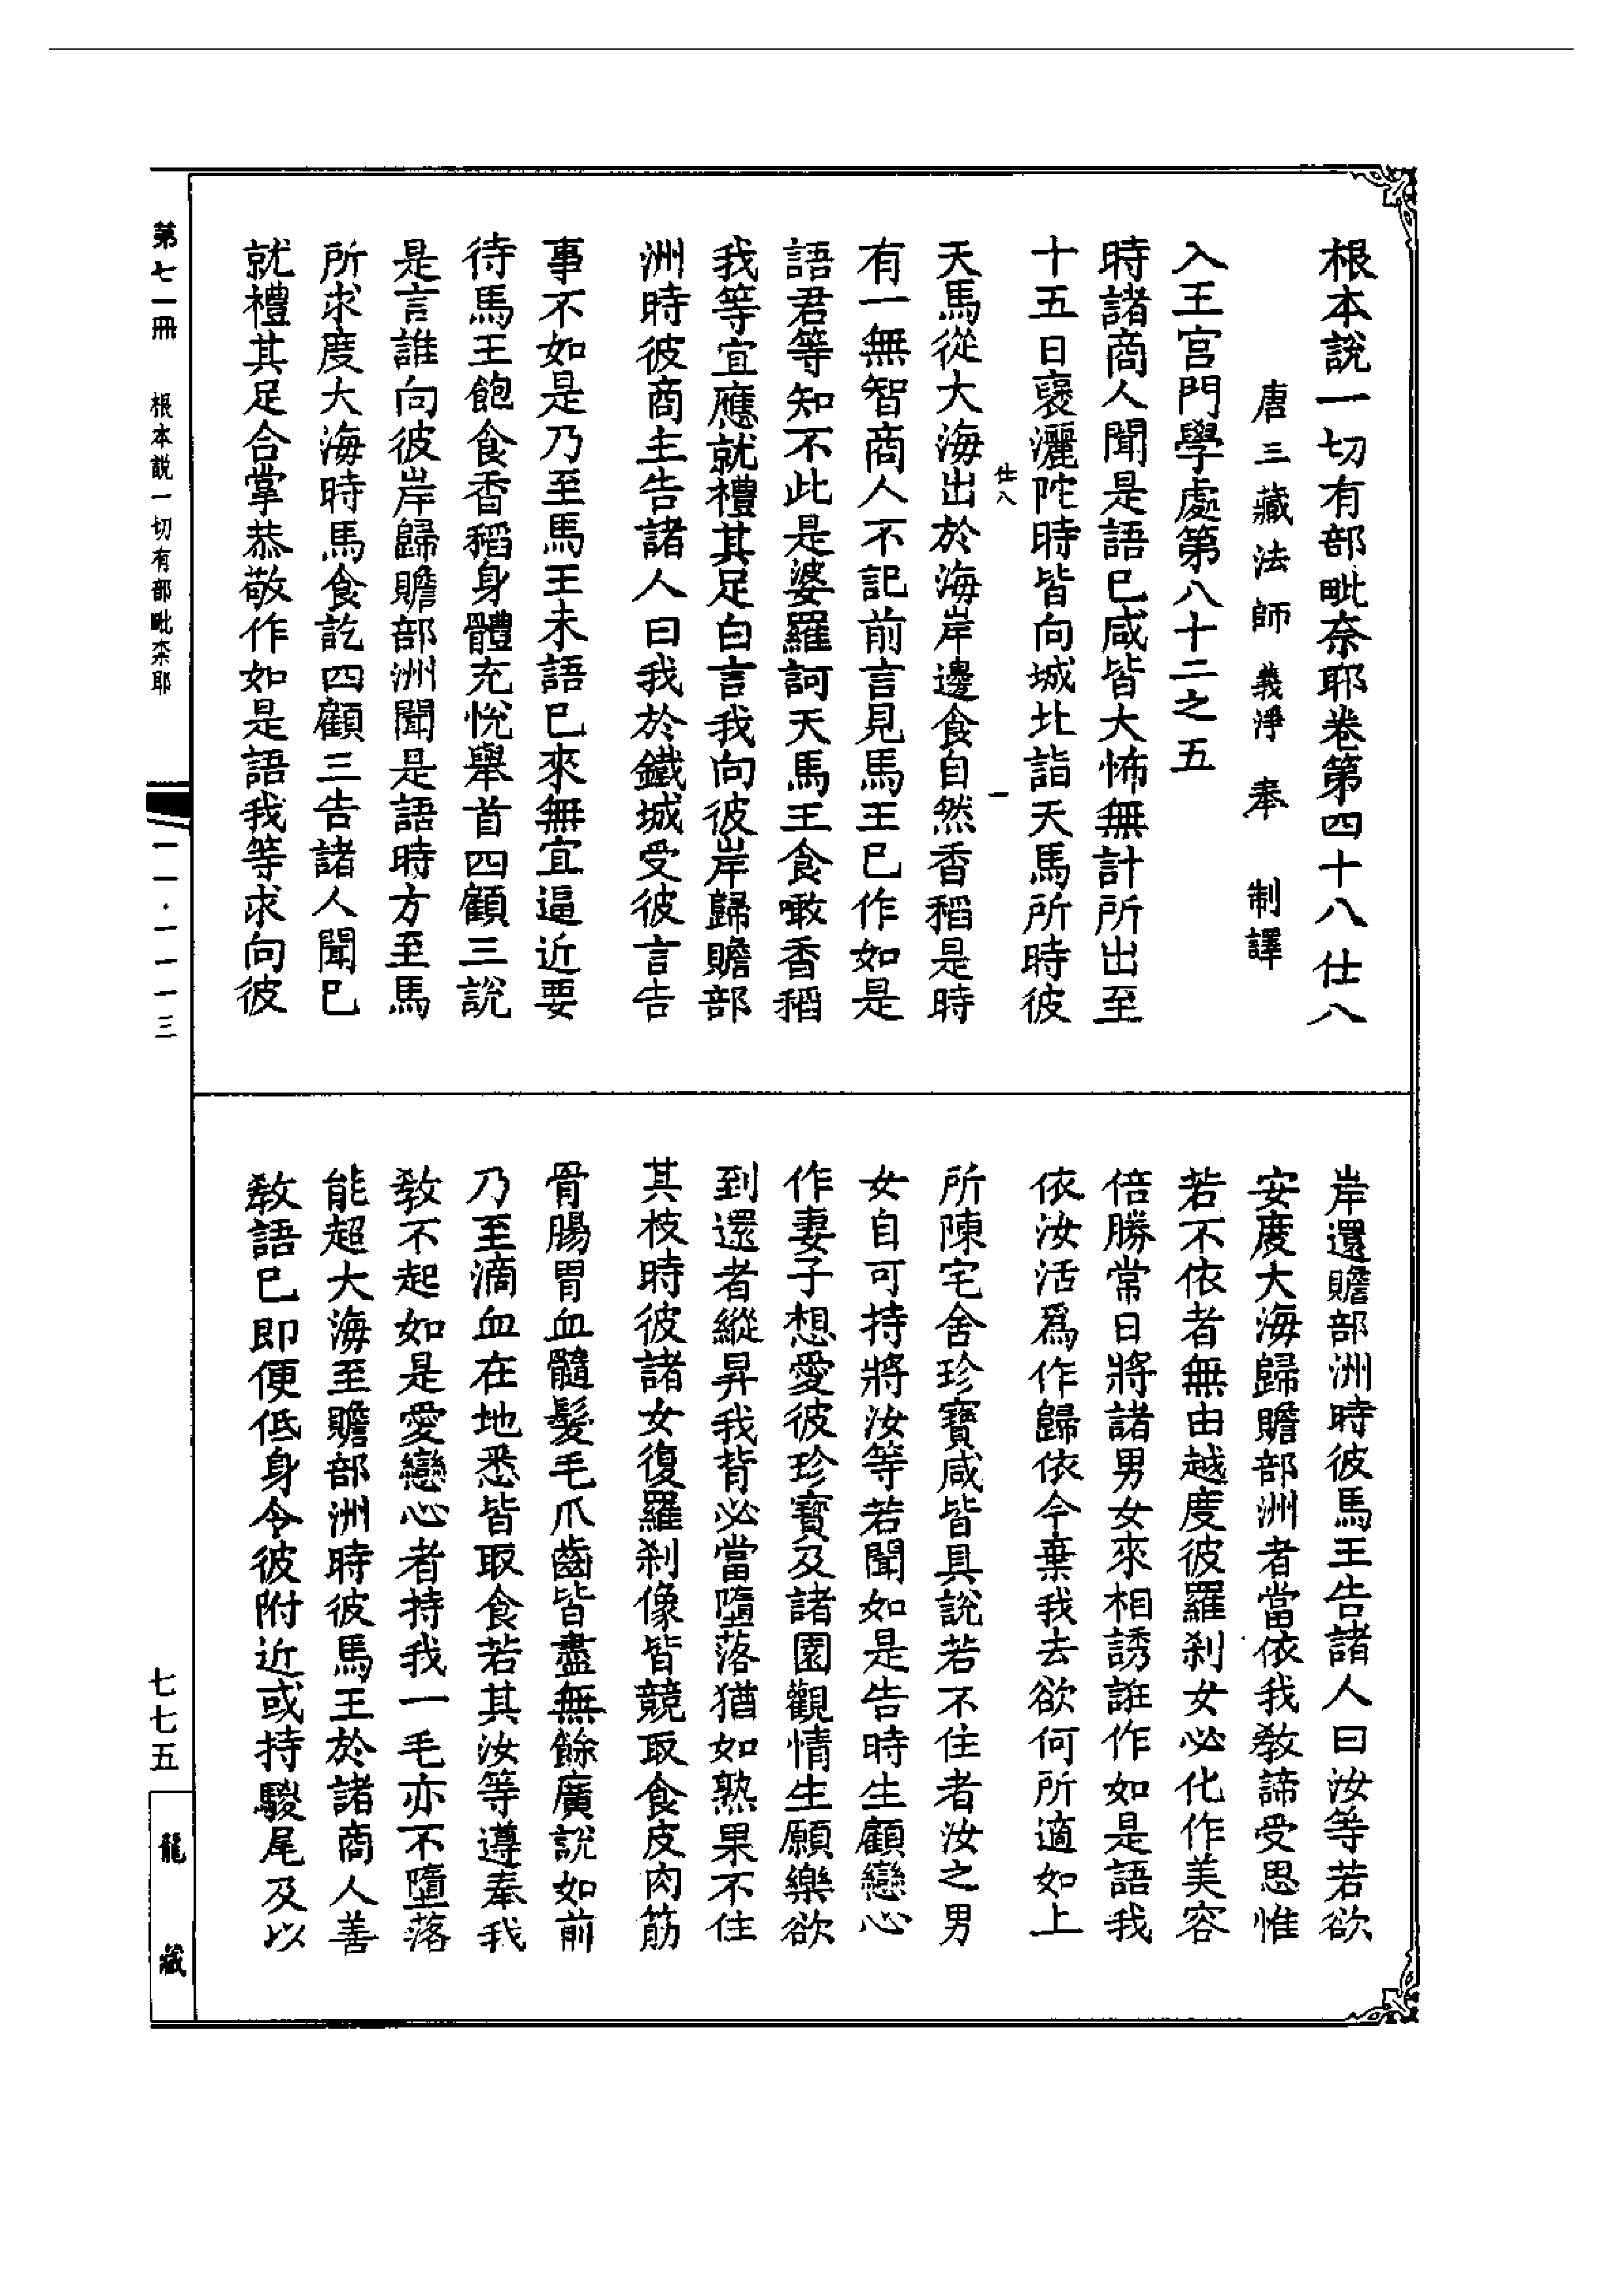 根本說一切有部毗奈耶卷第四十八 仕八
唐三藏法師義淨奉 制譯
入王宮門學處第八十二之五
時諸商人聞是語已咸皆大怖無計所出至
十五日褒灑陀時皆向城北詣天馬所時彼
仕八 一
天馬從大海出於海岸邊食自然香稻是時
有一無智商人不記前言見馬王已作如是
語君等知不此是婆羅訶天馬王食噉香稻
我等宜應就禮其足白言我向彼岸歸贍部
洲時彼商主告諸人曰我於鐵城受彼言告
事不如是乃至馬王未語已來無宜逼近要
待馬王飽食香稻身體充悅舉首四顧三說
是言誰向彼岸歸贍部洲聞是語時方至馬
所求度大海時馬食訖四顧三告諸人聞已
就禮其足合掌恭敬作如是語我等求向彼
岸還贍部洲時彼馬王告諸人曰汝等若欲
安度大海歸贍部洲者當依我教諦受思惟
若不依者無由越度彼羅剎女必化作美容
倍勝常日將諸男女來相誘誑作如是語我
依汝活爲作歸依今棄我去欲何所適如上
所陳宅舍珍寶咸皆具說若不住者汝之男
女自可持將汝等若聞如是告時生顧戀心
作妻子想愛彼珍寶及諸園觀情生願樂欲
到還者縱昇我背必當墮落猶如熟果不住
其枝時彼諸女復羅剎像皆競取食皮肉筋
骨腸胃血髓髮毛爪齒皆盡無餘廣說如前
乃至滴血在地悉皆取食若其汝等遵奉我
教不起如是愛戀心者持我一毛亦不墮落
能超大海至贍部洲時彼馬王於諸商人善
教語已即便低身令彼附近或持騣尾及以
第七一冊 根本説一切有部毗奈耶
一一·一一一三
七七五
龍藏